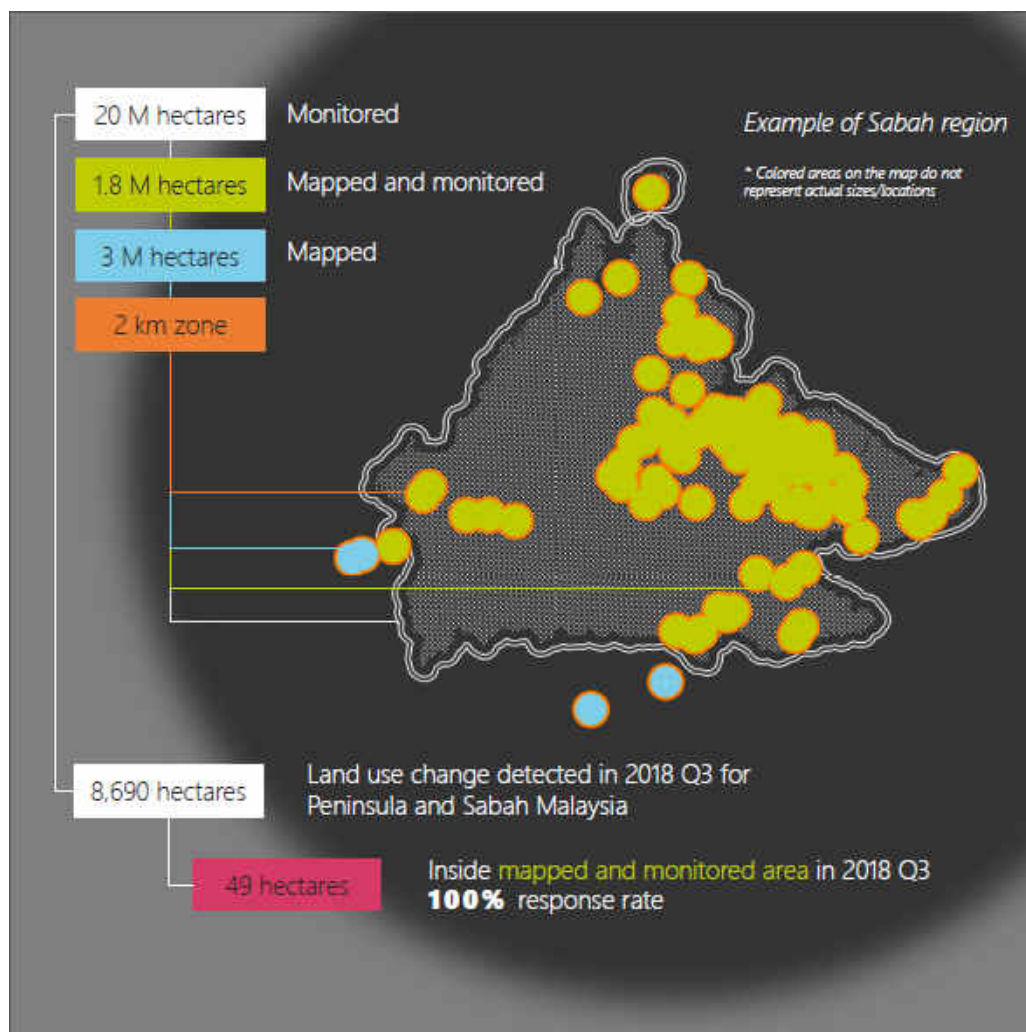 20 M hectares
Monitored
Example of Sabah region
1.8 M hectares
Mapped and monitored
* Colored areas on the map do not
represent actual sizes/locations
3 M hectares
Mapped
2 km zone
8,690 hectares
Land use change detected in 2018 Q3 for
Peninsula and Sabah Malaysia
49 hectares
Inside mapped and monitored area in 2018 Q3
100% response rate